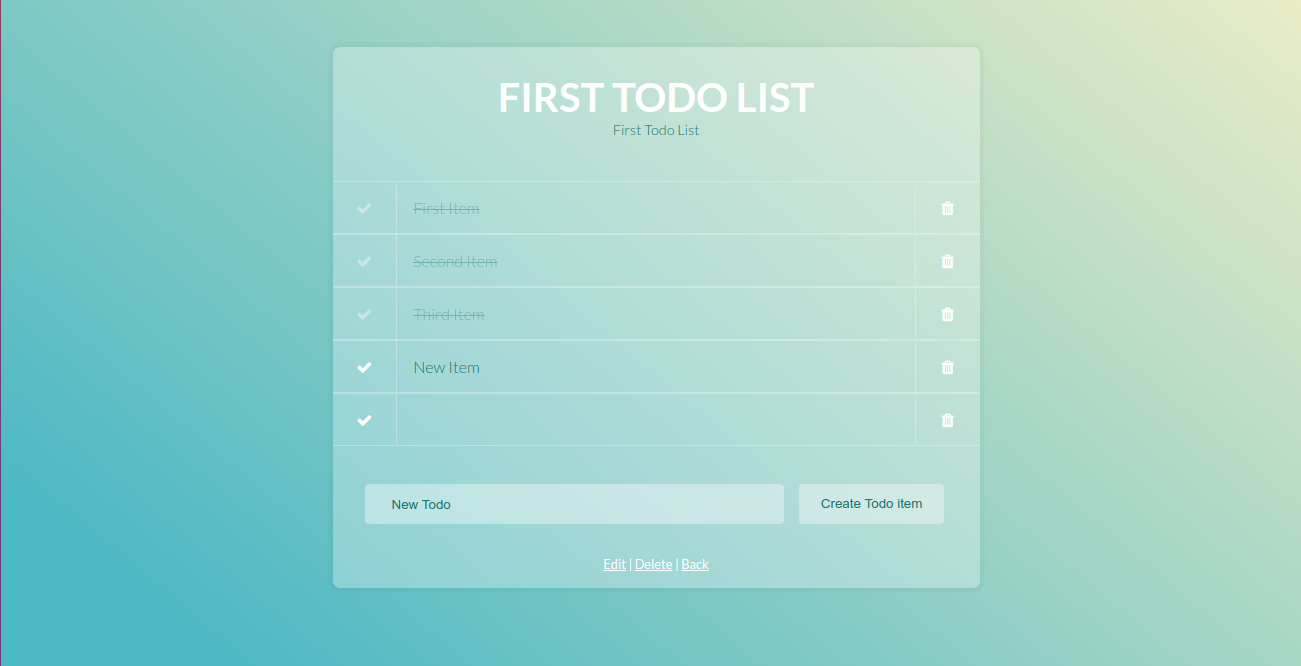 FIRST TODO LIST
First Todo List
First Item
Second Item
Third Item
New Item
New Todo
Create Todo item
Edit | Delete | Back